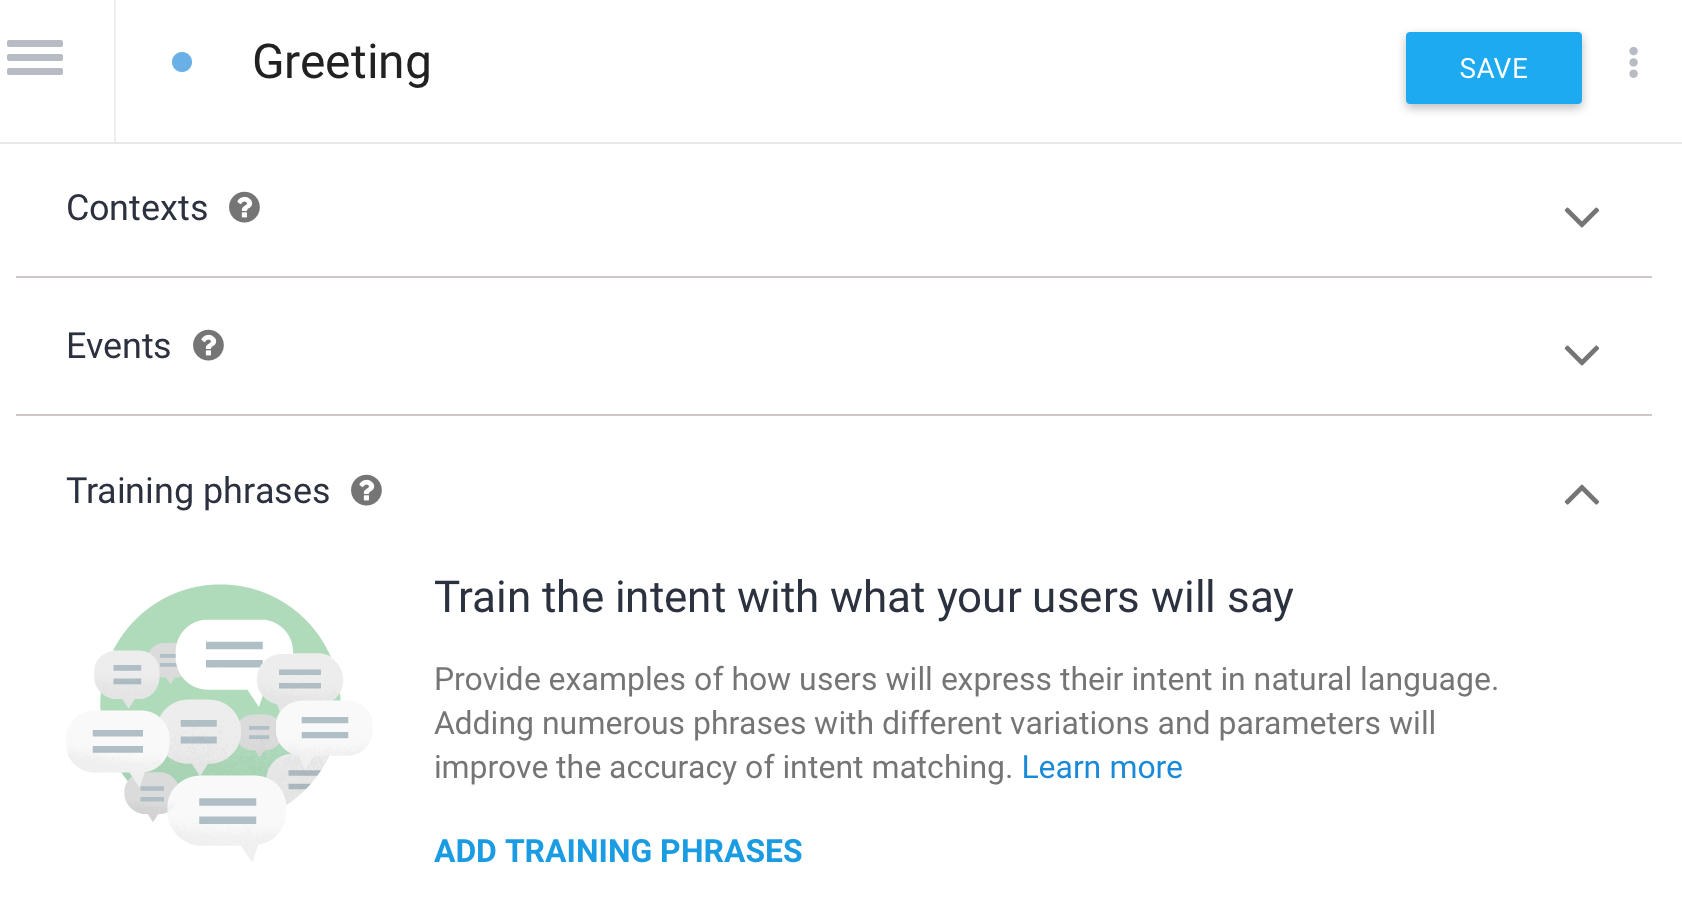 Greeting
SAVE
Contexts
Events
Training phrases
Train the intent with what your users will say
Provide examples of how users will express their intent in natural language.
Adding numerous phrases with different variations and parameters will
improve the accuracy of intent matching. Learn more
ADD TRAINING PHRASES